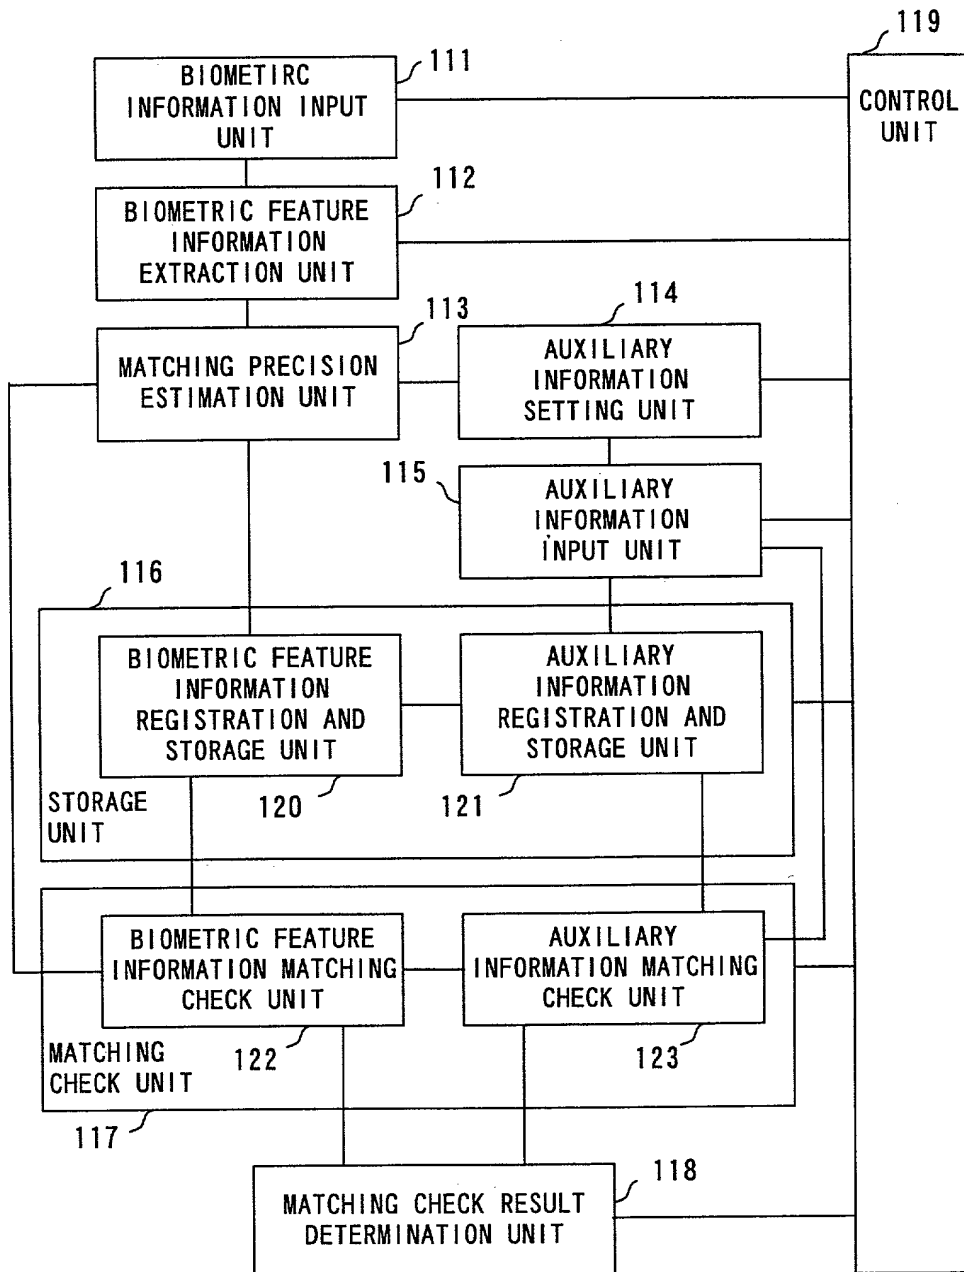 119
111
BIOMETIRC
INFORMATION INPUT
UNIT
CONTROL
UNIT
112
BIOMETRIC FEATURE
INFORMATION
EXTRACTION UNIT
113
MATCHING PRECISION
ESTIMATION UNIT
114
AUXILIARY
INFORMATION
SETTING UNIT
115
AUXILIARY
INFORMATION
INPUT UNIT
116
BIOMETRIC FEATURE
INFORMATION
REGISTRATION AND
STORAGE UNIT
AUXILIARY
INFORMATION
REGISTRATION AND
STORAGE UNIT
STORAGE
UNIT
120
121
BIOMETRIC FEATURE
INFORMATION MATCHING
CHECK UNIT
AUXILIARY
INFORMATION MATCHING
CHECK UNIT
MATCHING
CHECK UNIT
122
123
117
118
MATCHING CHECK RESULT
DETERMINATION UNIT